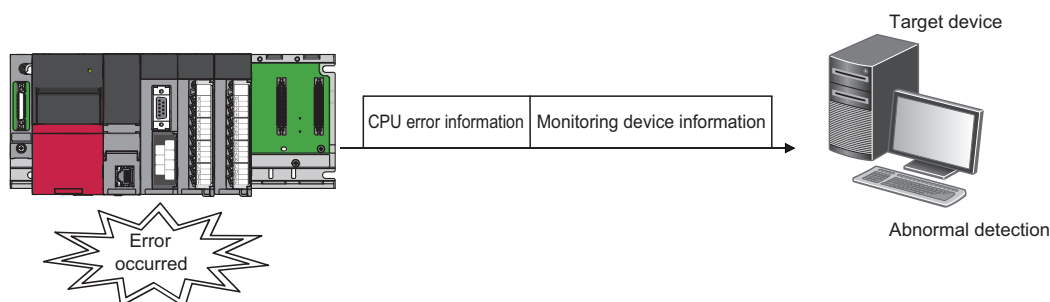 Target device
CPU error information
Monitoring device information
Error
occurred
Abnormal detection